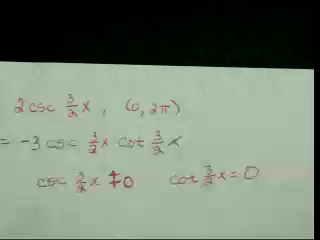 2 csc 3/2 x , (0, 2π)
= -3 csc 3/2 x cot 3/2 x
csc 3/2 x ≠ 0 cot 3/2 x = 0